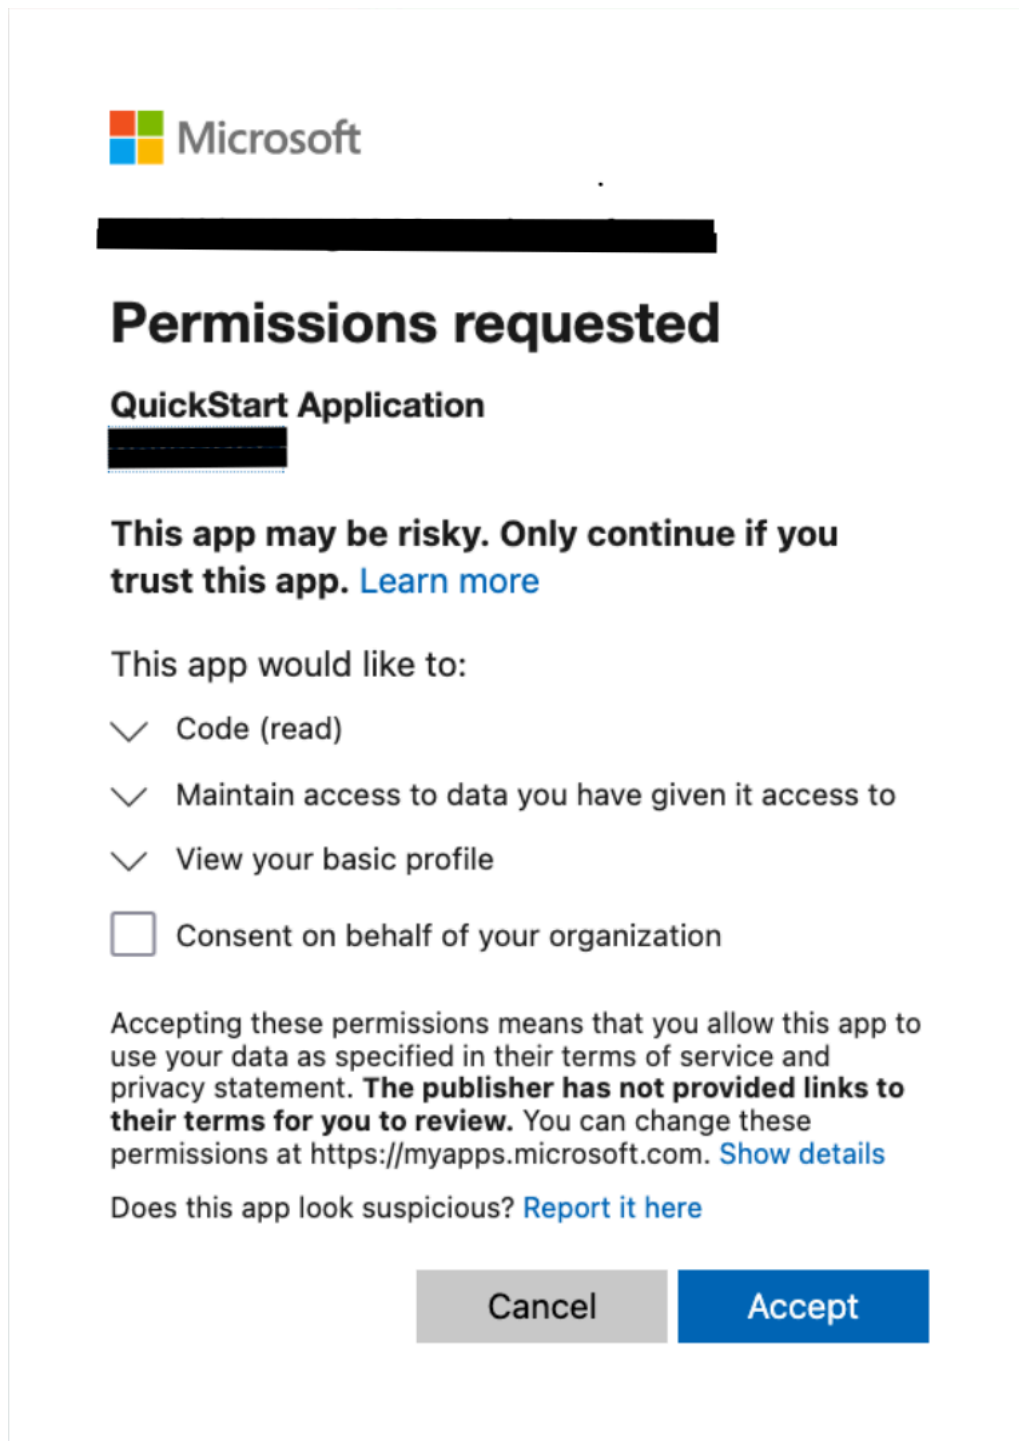 Microsoft
Permissions requested
QuickStart Application
This app may be risky. Only continue if you
trust this app. Learn more
This app would like to:
Code (read)
Maintain access to data you have given it access to
View your basic profile
Consent on behalf of your organization
Accepting these permissions means that you allow this app to
use your data as specified in their terms of service and
privacy statement. The publisher has not provided links to
their terms for you to review. You can change these
permissions at https://myapps.microsoft.com. Show details
Does this app look suspicious? Report it here
Cancel
Accept